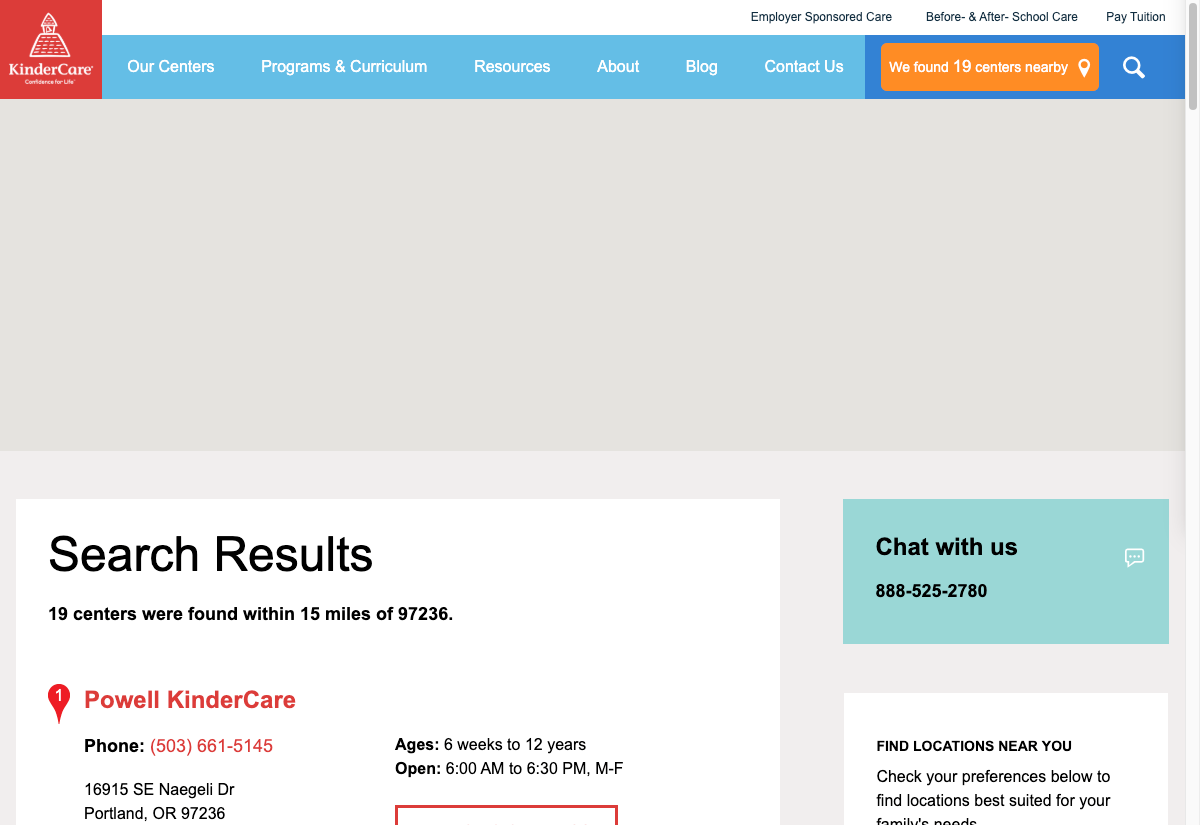 Employer Sponsored Care Before- & After- School Care Pay Tuition
KinderCare
Confidence for Life
Our Centers Programs & Curriculum Resources About Blog Contact Us We found 19 centers nearby
Search Results
19 centers were found within 15 miles of 97236.
1 Powell KinderCare
Phone: (503) 661-5145
16915 SE Naegeli Dr
Portland, OR 97236
Ages: 6 weeks to 12 years
Open: 6:00 AM to 6:30 PM, M-F
Chat with us
888-525-2780
FIND LOCATIONS NEAR YOU
Check your preferences below to
find locations best suited for your
family's needs